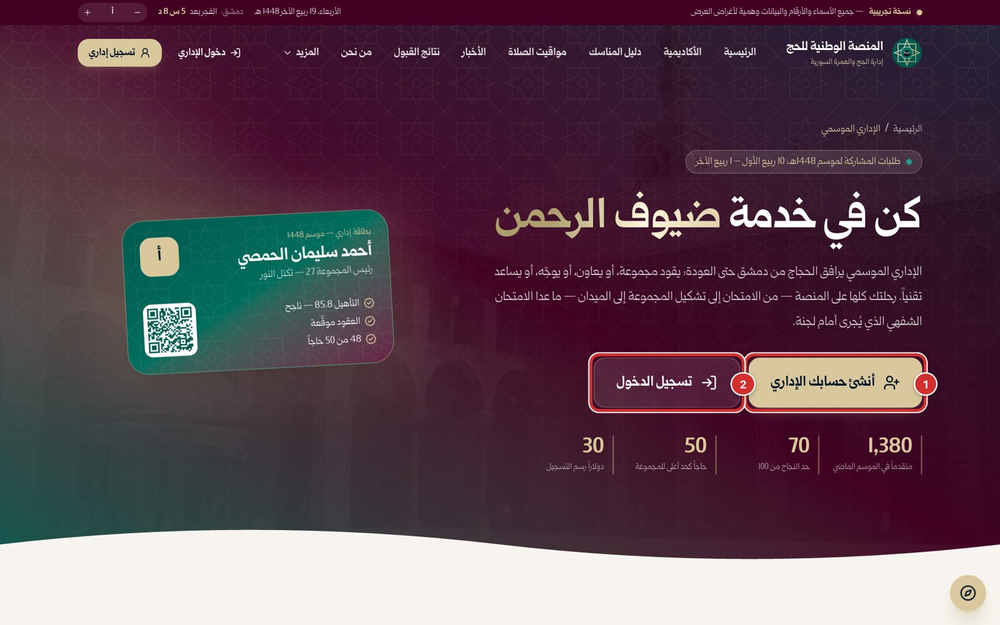 نسخة تجريبية — جميع الأسماء والأرقام والبيانات وهمية لأغراض العرض
الأربعاء، 19 ربيع الآخر 1448 هـ
دمشق: الفجر بعد 5 س 8 د
− أ +
المنصة الوطنية للحج
إدارة الحج والعمرة السورية
الرئيسية الأكاديمية دليل المناسك مواقيت الصلاة الأخبار نتائج القبول من نحن المزيد
دخول الإداري
تسجيل إداري
الرئيسية / الإداري الموسمي
طلبات المشاركة لموسم 1448هـ: 10 ربيع الأول — 1 ربيع الآخر
كن في خدمة ضيوف الرحمن
الإداري الموسمي يرافق الحجاج من دمشق حتى العودة: يقود مجموعة، أو يعاون، أو يوجّه، أو يساعد
تقنياً. رحلتك كلها على المنصة — من الامتحان إلى تشكيل المجموعة إلى الميدان — ما عدا الامتحان
الشفهي الذي يُجرى أمام لجنة.
1 أنشئ حسابك الإداري
2 تسجيل الدخول
1,380
متقدماً في الموسم الماضي
70
حد النجاح من 100
50
حاجاً كحد أعلى للمجموعة
30
دولاراً رسم التسجيل
بطاقة إداري — موسم 1448
أحمد سليمان الحمصي
رئيس المجموعة 27 — تكتل النور
أ
التأهيل 85.8 — ناجح
العقود موقّعة
48 من 50 حاجاً